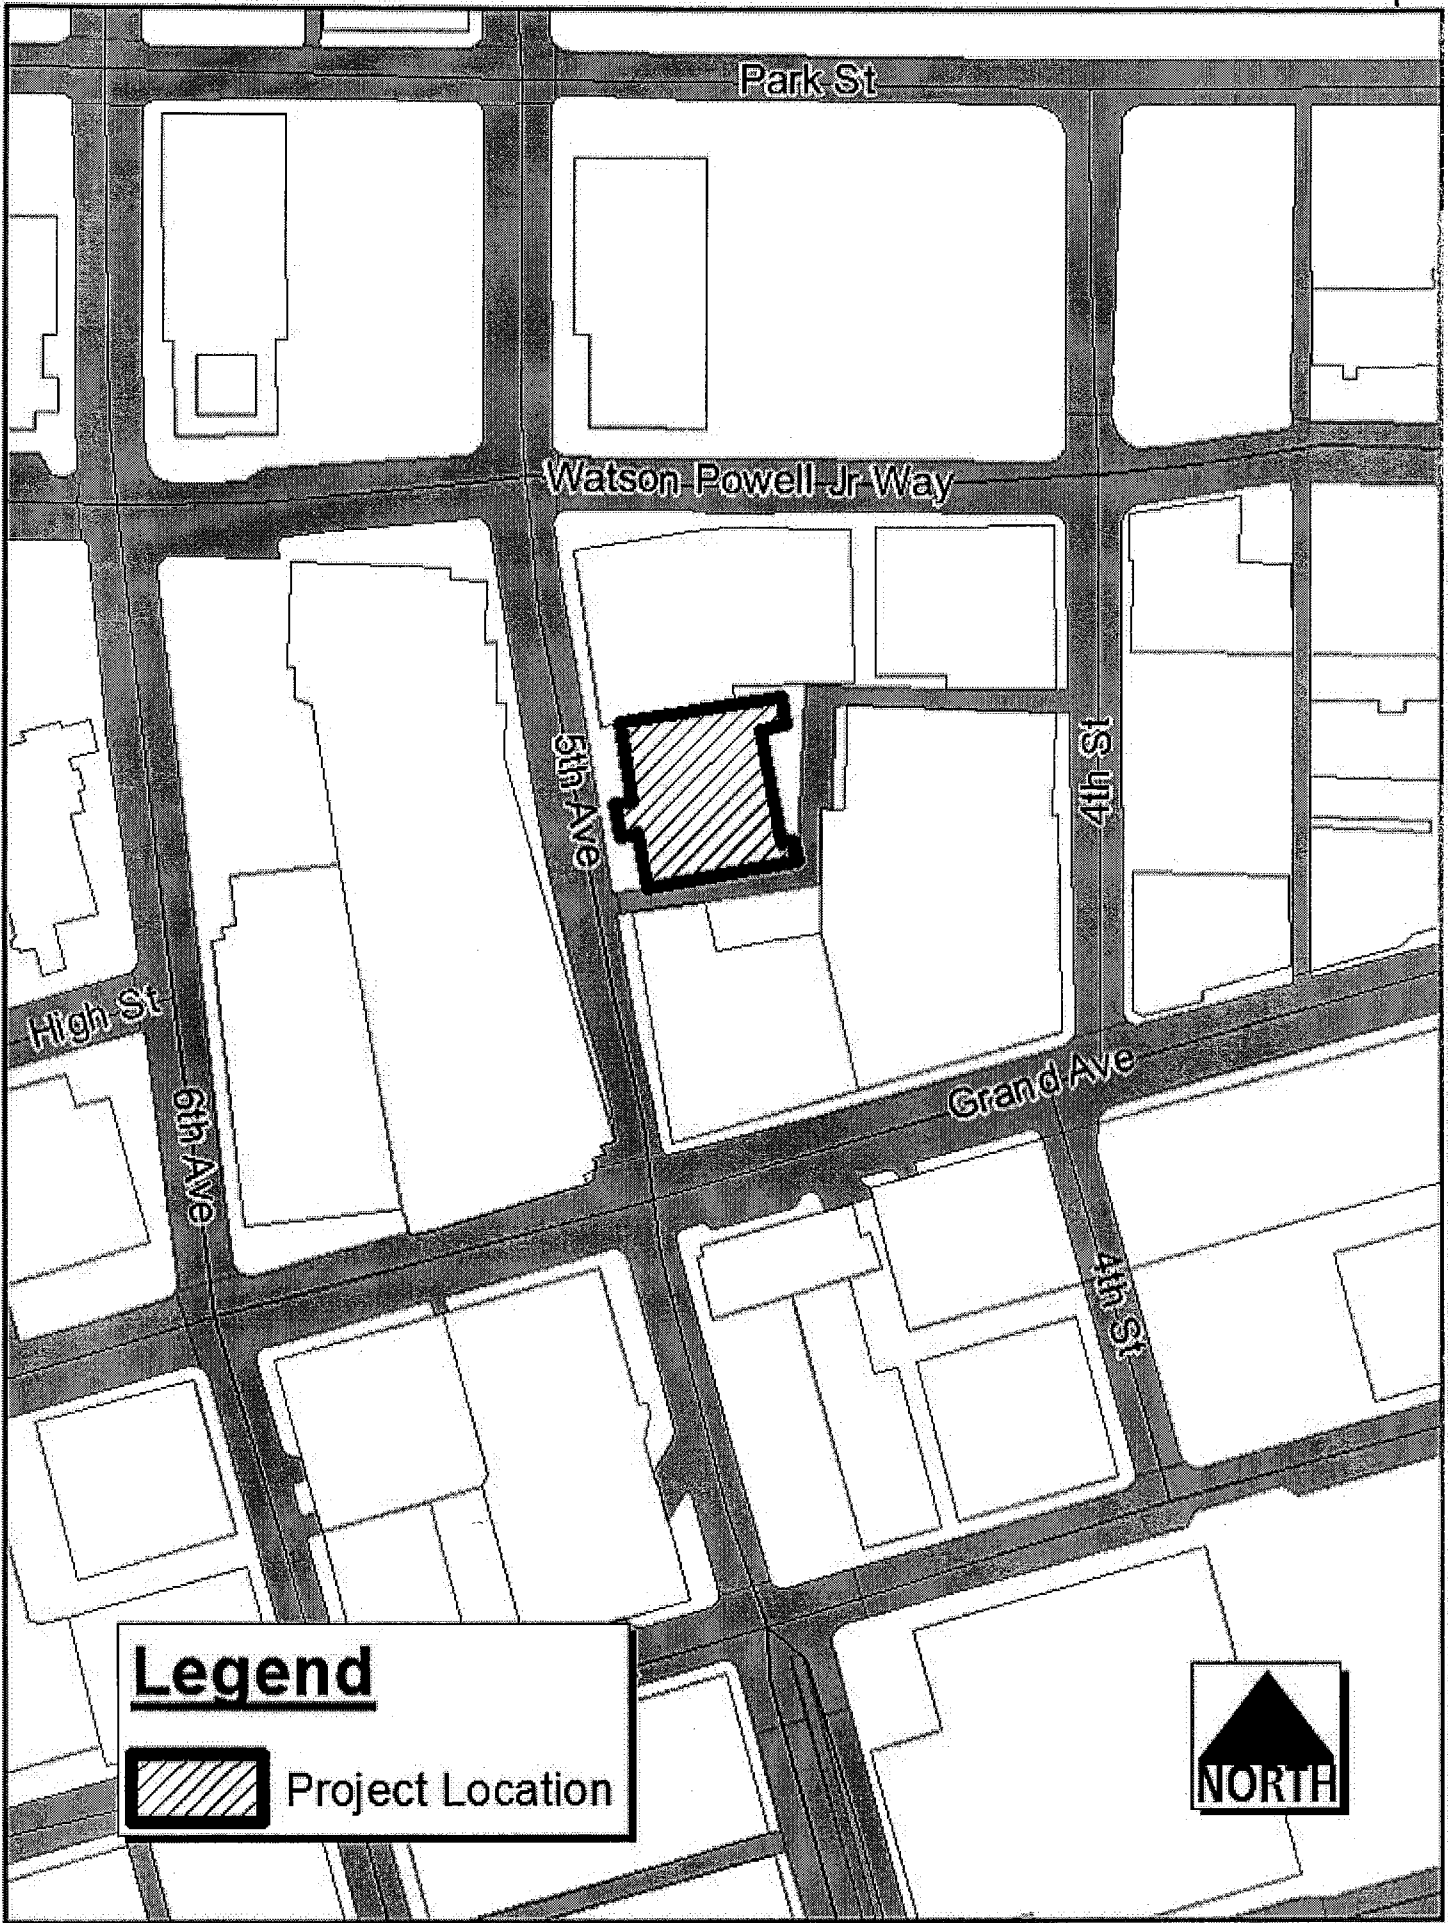 Park St
Watson Powell Jr Way
5th Ave
4th St
High St
Grand Ave
6th Ave
4th St
Legend
Project Location
NORTH